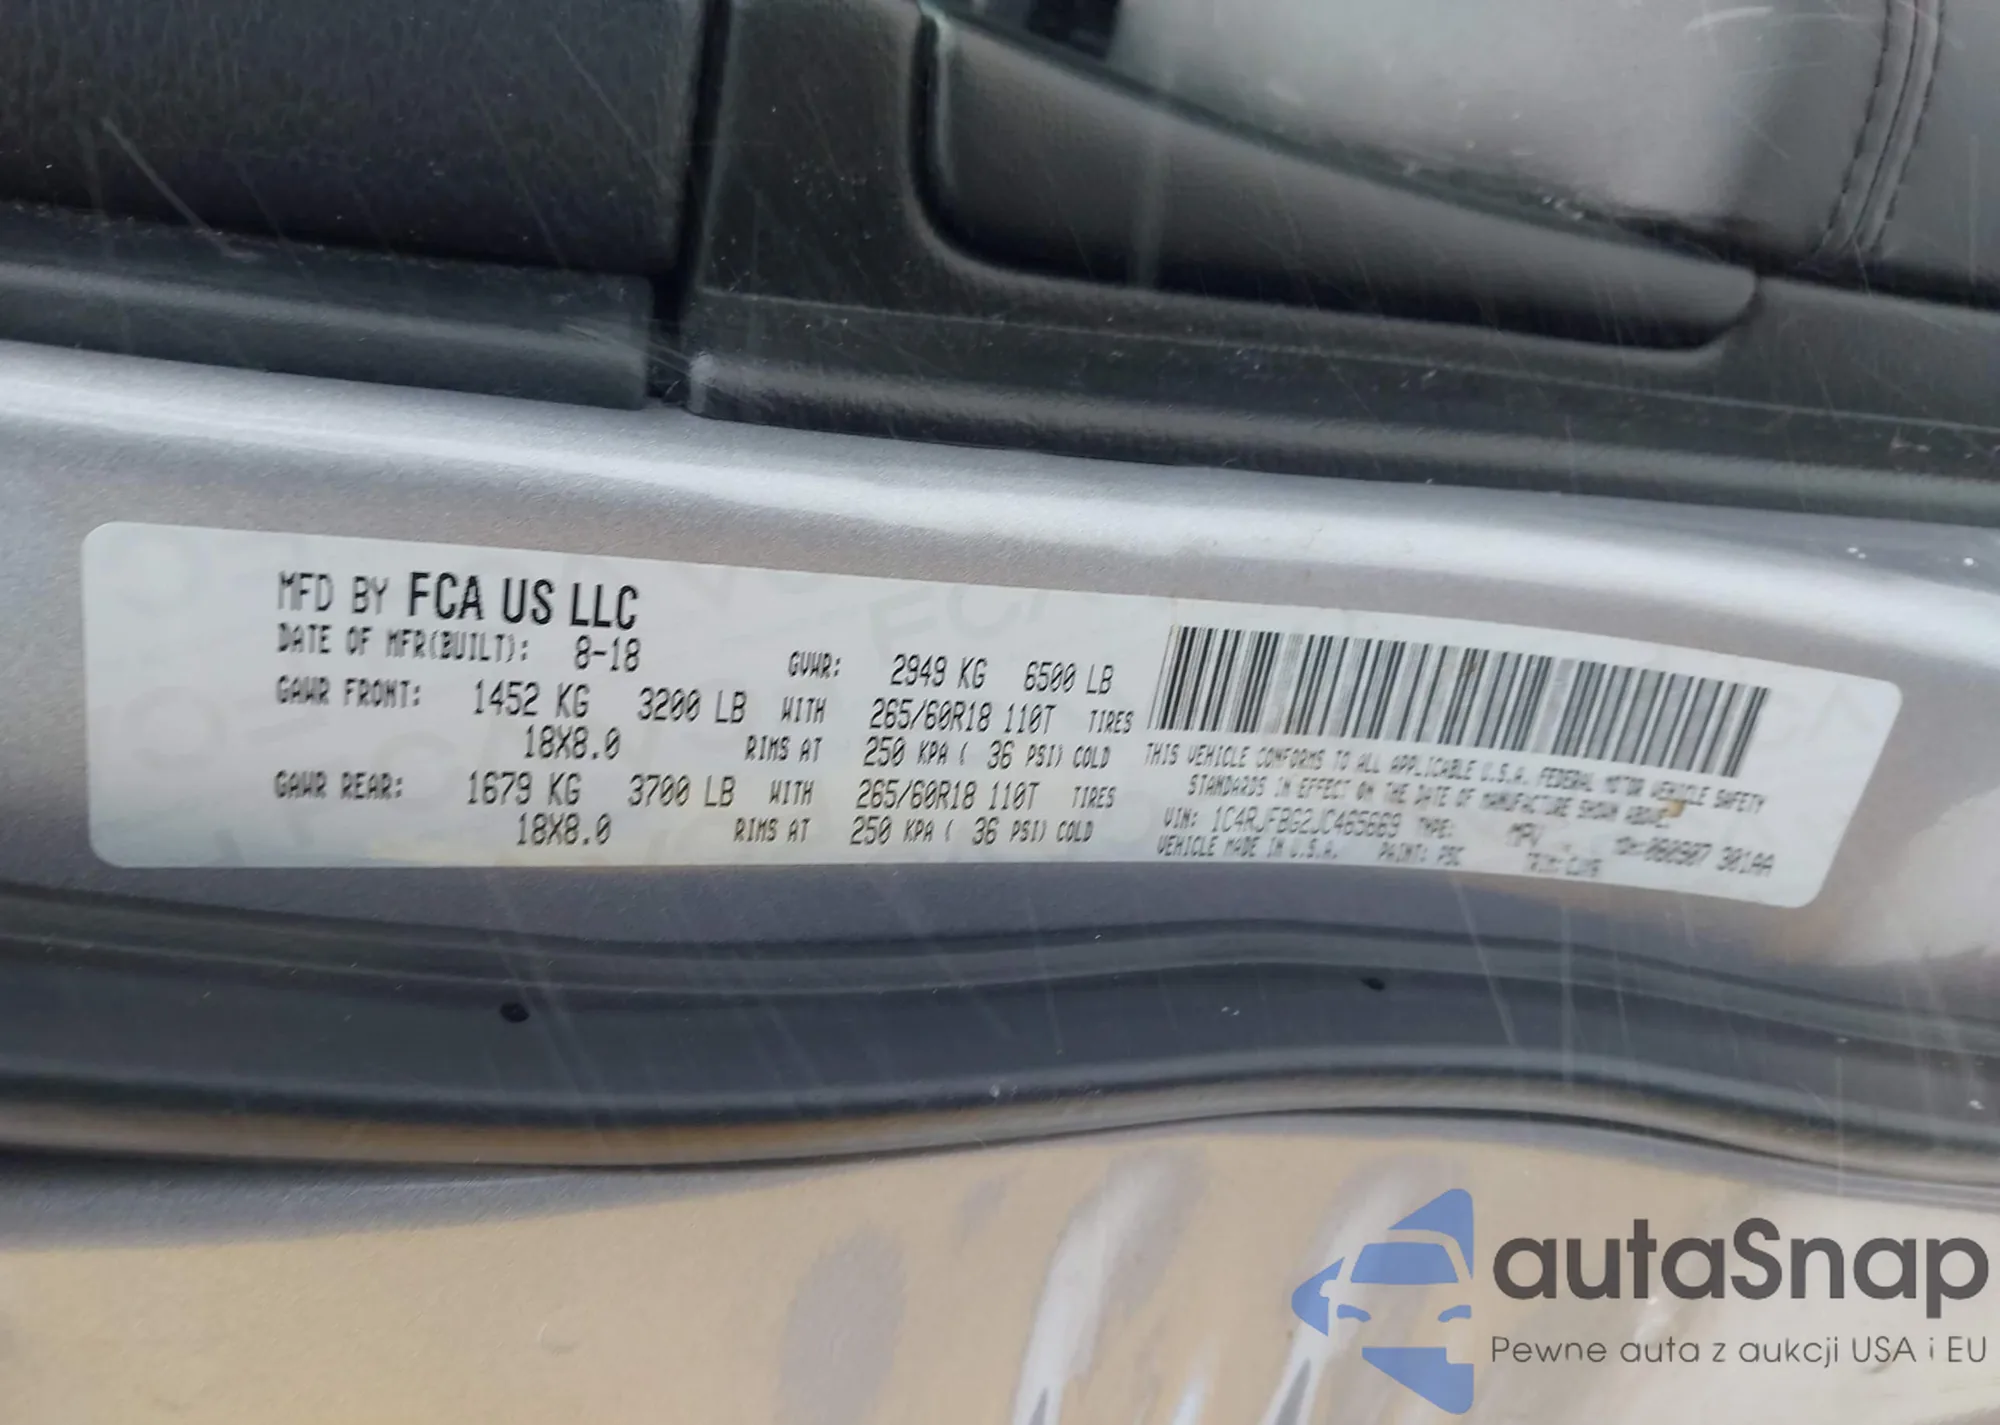 MFD BY FCA US LLC
DATE OF MFR(BUILT): 8-18 GVWR: 2949 KG 6500 LB
GAWR FRONT: 1452 KG 3200 LB WITH 265/60R18 110T TIRES
18X8.0 RIMS AT 250 KPA ( 36 PSI) COLD
GAWR REAR: 1679 KG 3700 LB WITH 265/60R18 110T TIRES
18X8.0 RIMS AT 250 KPA ( 36 PSI) COLD
THIS VEHICLE CONFORMS TO ALL APPLICABLE U.S.A. FEDERAL MOTOR VEHICLE SAFETY
STANDARDS IN EFFECT ON THE DATE OF MANUFACTURE SHOWN ABOVE.
VIN: 1C4RJFBG2JC465669 TYPE: MPV MDH:060907 301AA
VEHICLE MADE IN U.S.A. PAINT: PSC TRIM:
autaSnap
Pewne auta z aukcji USA i EU